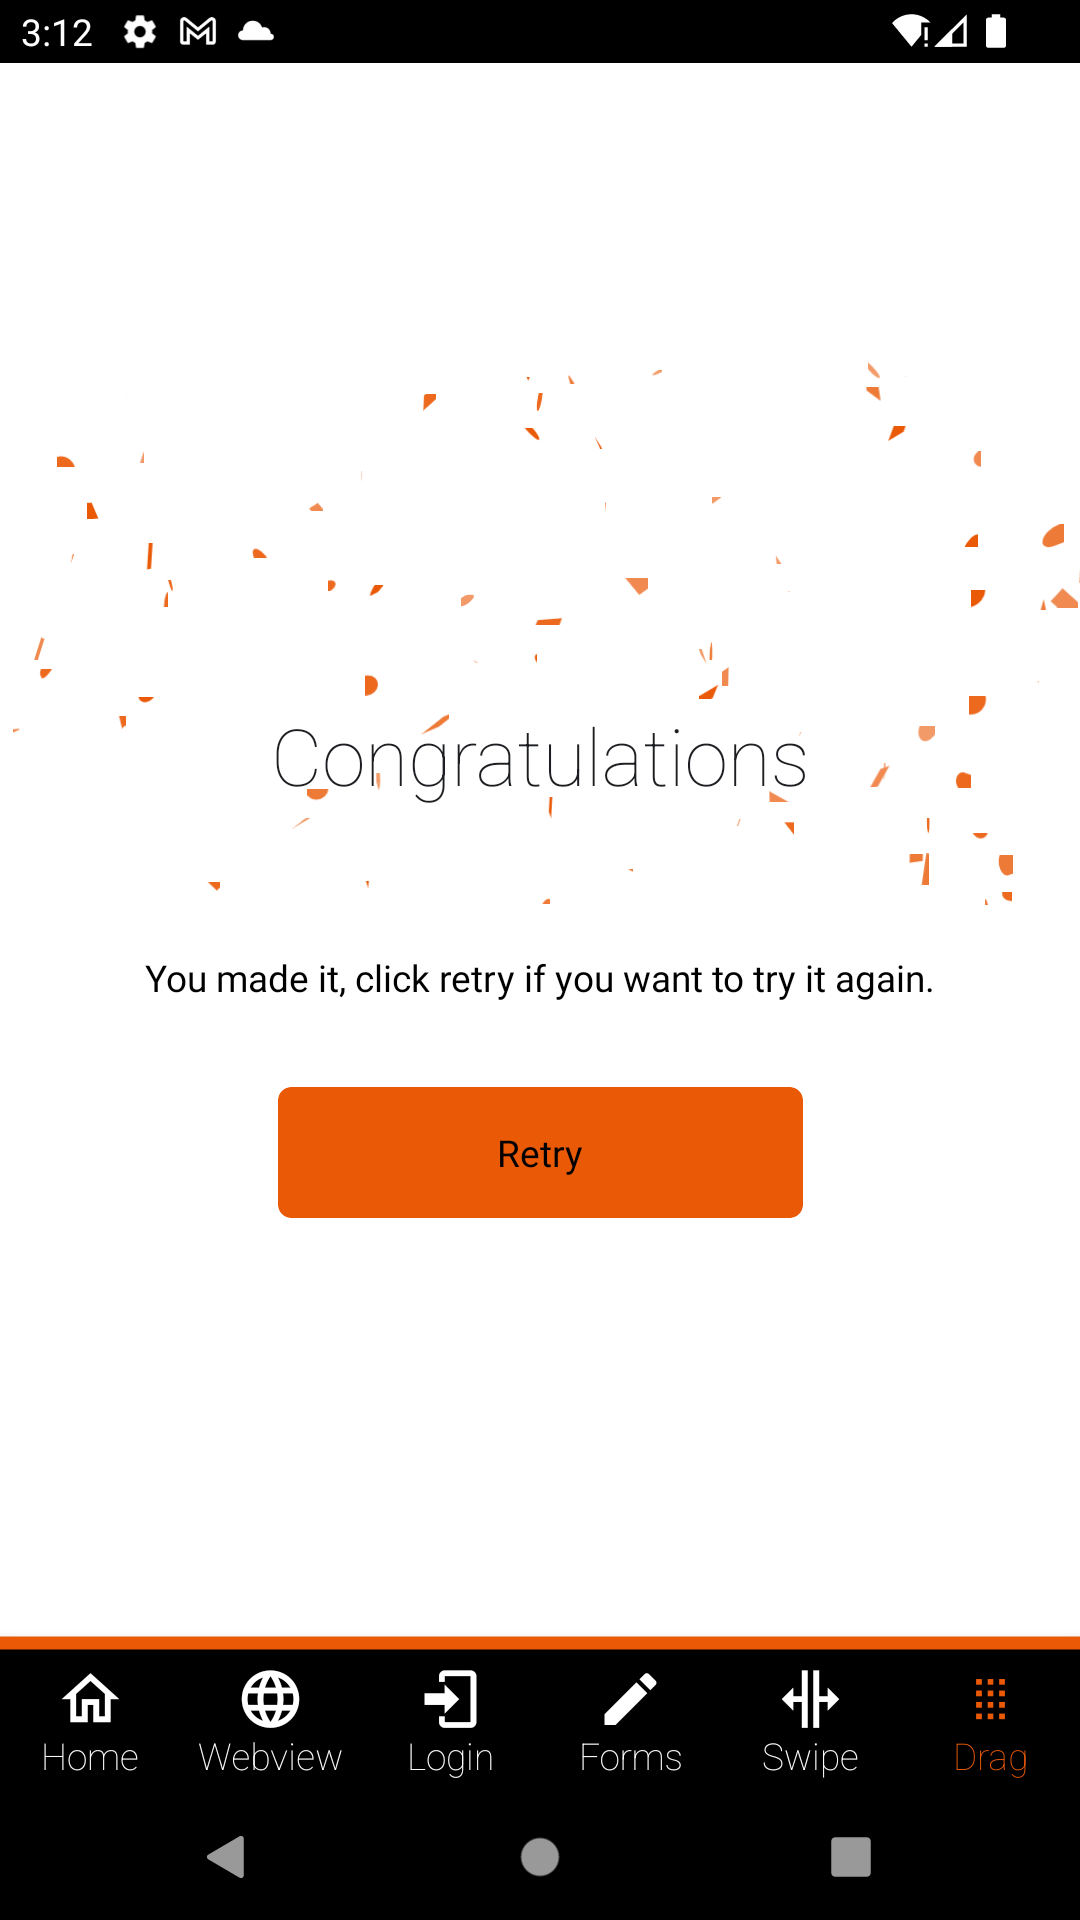 3:12
Congratulations
You made it, click retry if you want to try it again.
Retry
Home Webview Login Forms Swipe Drag